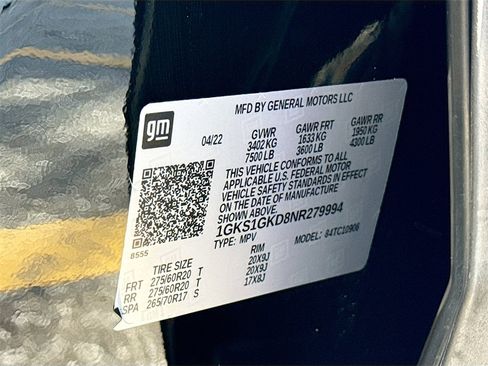 MFD BY GENERAL MOTORS LLC
gm
04/22 GVWR GAWR FRT GAWR RR
3402 KG 1633 KG 1950 KG
7500 LB 3600 LB 4300 LB
THIS VEHICLE CONFORMS TO ALL
APPLICABLE U.S. FEDERAL MOTOR
VEHICLE SAFETY STANDARDS IN EFFECT
ON THE DATE OF MANUFACTURE
SHOWN ABOVE.
1GKS1GKD8NR279994
TYPE: MPV MODEL: 84TC10906
8555
TIRE SIZE RIM
FRT 275/60R20 T 20X9J
RR 275/60R20 T 20X9J
SPA 265/70R17 S 17X8J